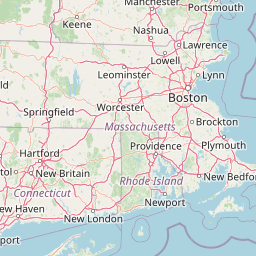 Manchester
Portsmouth
Keene
Nashua
Lowell
Lawrence
Leominster
Lynn
Worcester
Boston
Springfield
Massachusetts
Brockton
Hartford
Providence
Plymouth
New Britain
New Bedfo
Connecticut
Rhode Island
Newport
New Haven
New London
port